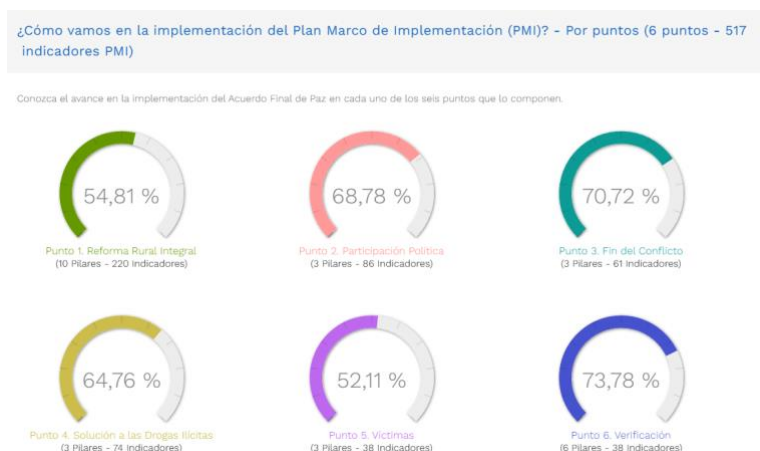 ¿Cómo vamos en la implementación del Plan Marco de Implementación (PMI)? - Por puntos (6 puntos - 517
indicadores PMI)
Conozca el avance en la implementación del Acuerdo Final de Paz en cada uno de los seis puntos que lo componen.
54,81 %
Punto 1. Reforma Rural Integral
(10 Pilares - 220 Indicadores)
68,78 %
Punto 2. Participación Política
(3 Pilares - 86 Indicadores)
70,72 %
Punto 3. Fin del Conflicto
(3 Pilares - 61 Indicadores)
64,76 %
Punto 4. Solución a las Drogas Ilícitas
(3 Pilares - 74 Indicadores)
52,11 %
Punto 5. Víctimas
(3 Pilares - 38 Indicadores)
73,78 %
Punto 6. Verificación
(6 Pilares - 38 Indicadores)